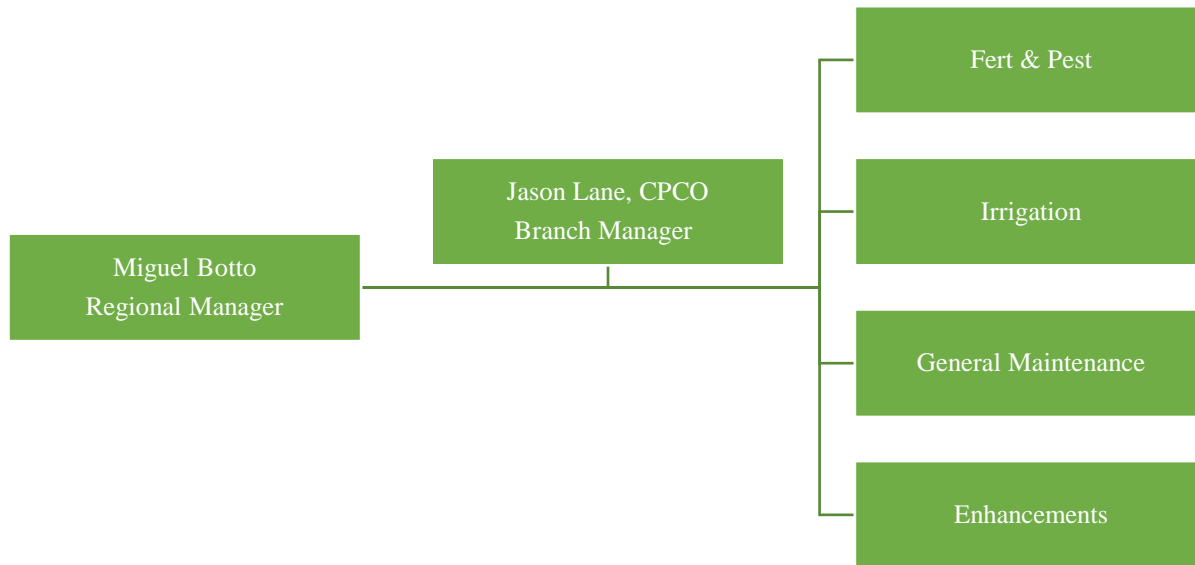 Miguel Botto
Regional Manager
Jason Lane, CPCO
Branch Manager
Fert & Pest
Irrigation
General Maintenance
Enhancements